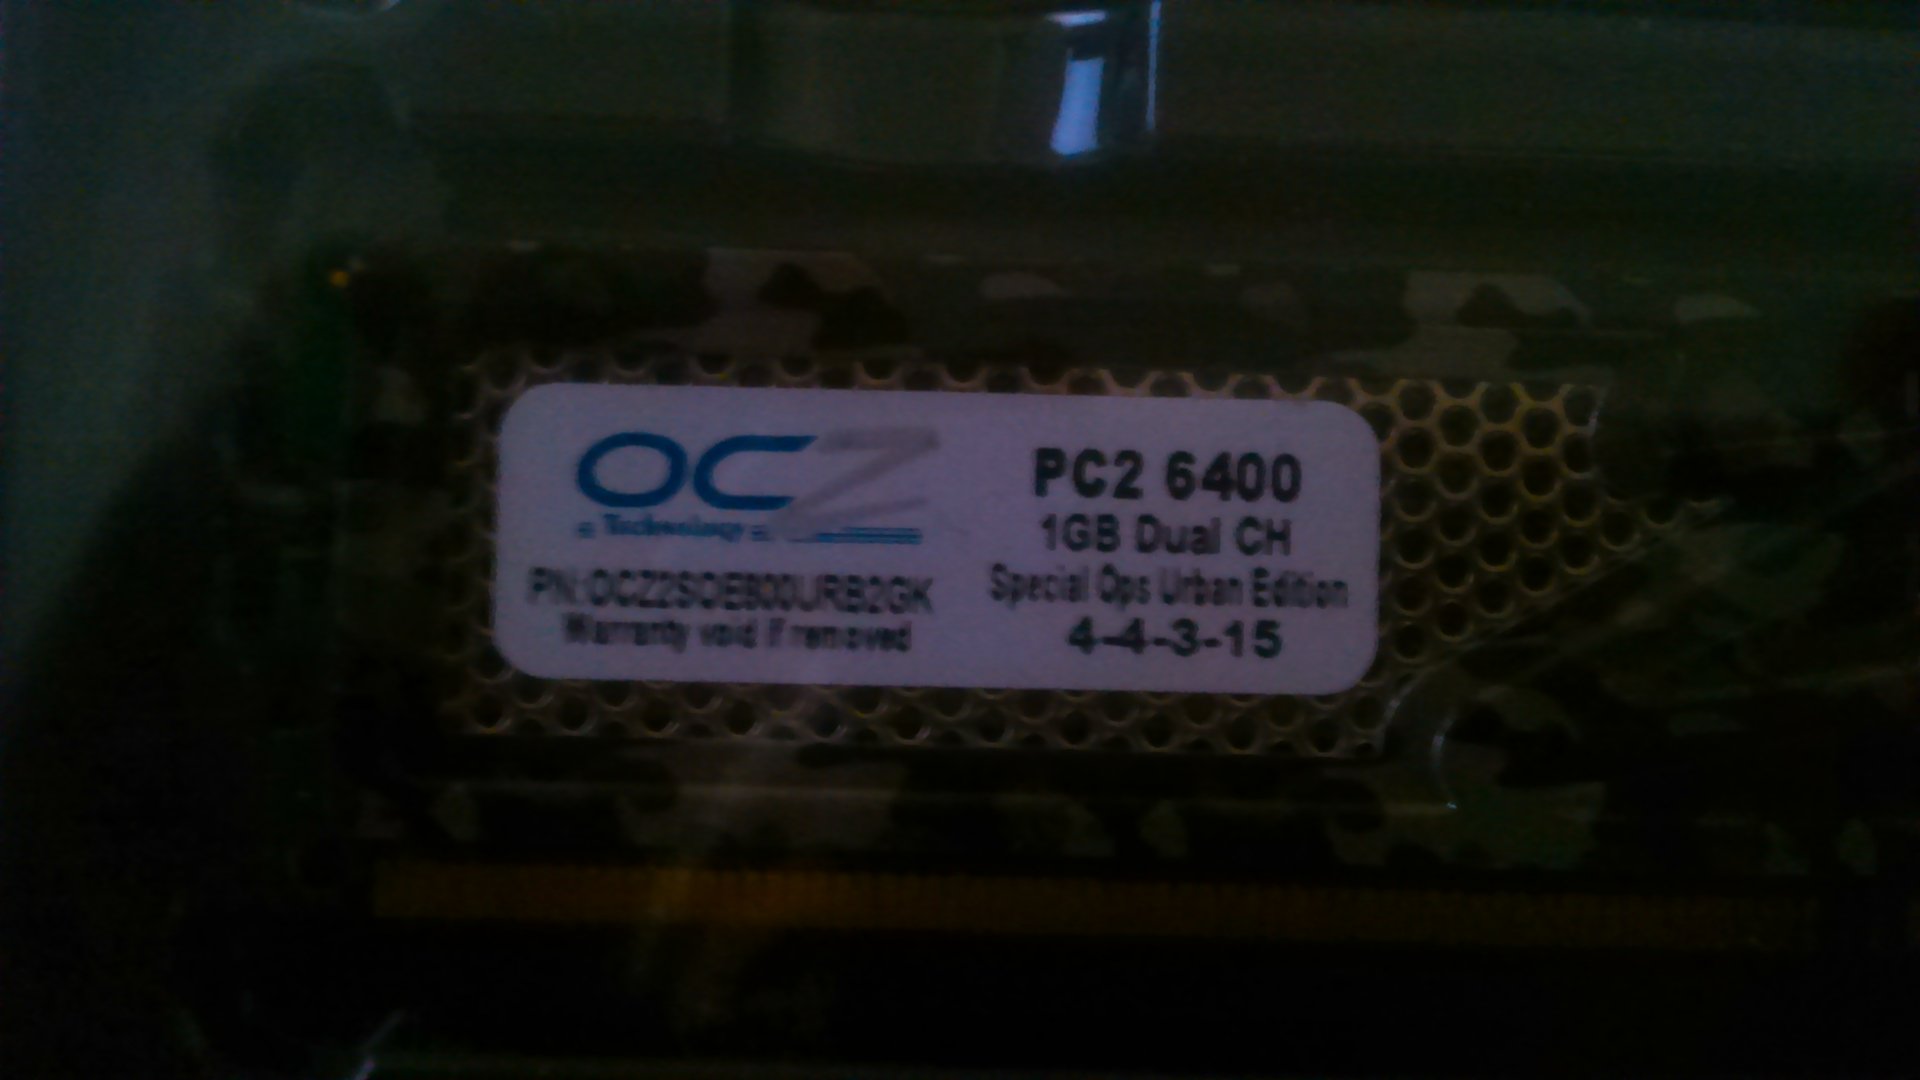 OCZ
Technology
PN:OCZ2SOE800URB2GK
Warranty void if removed
PC2 6400
1GB Dual CH
Special Ops Urban Edition
4-4-3-15